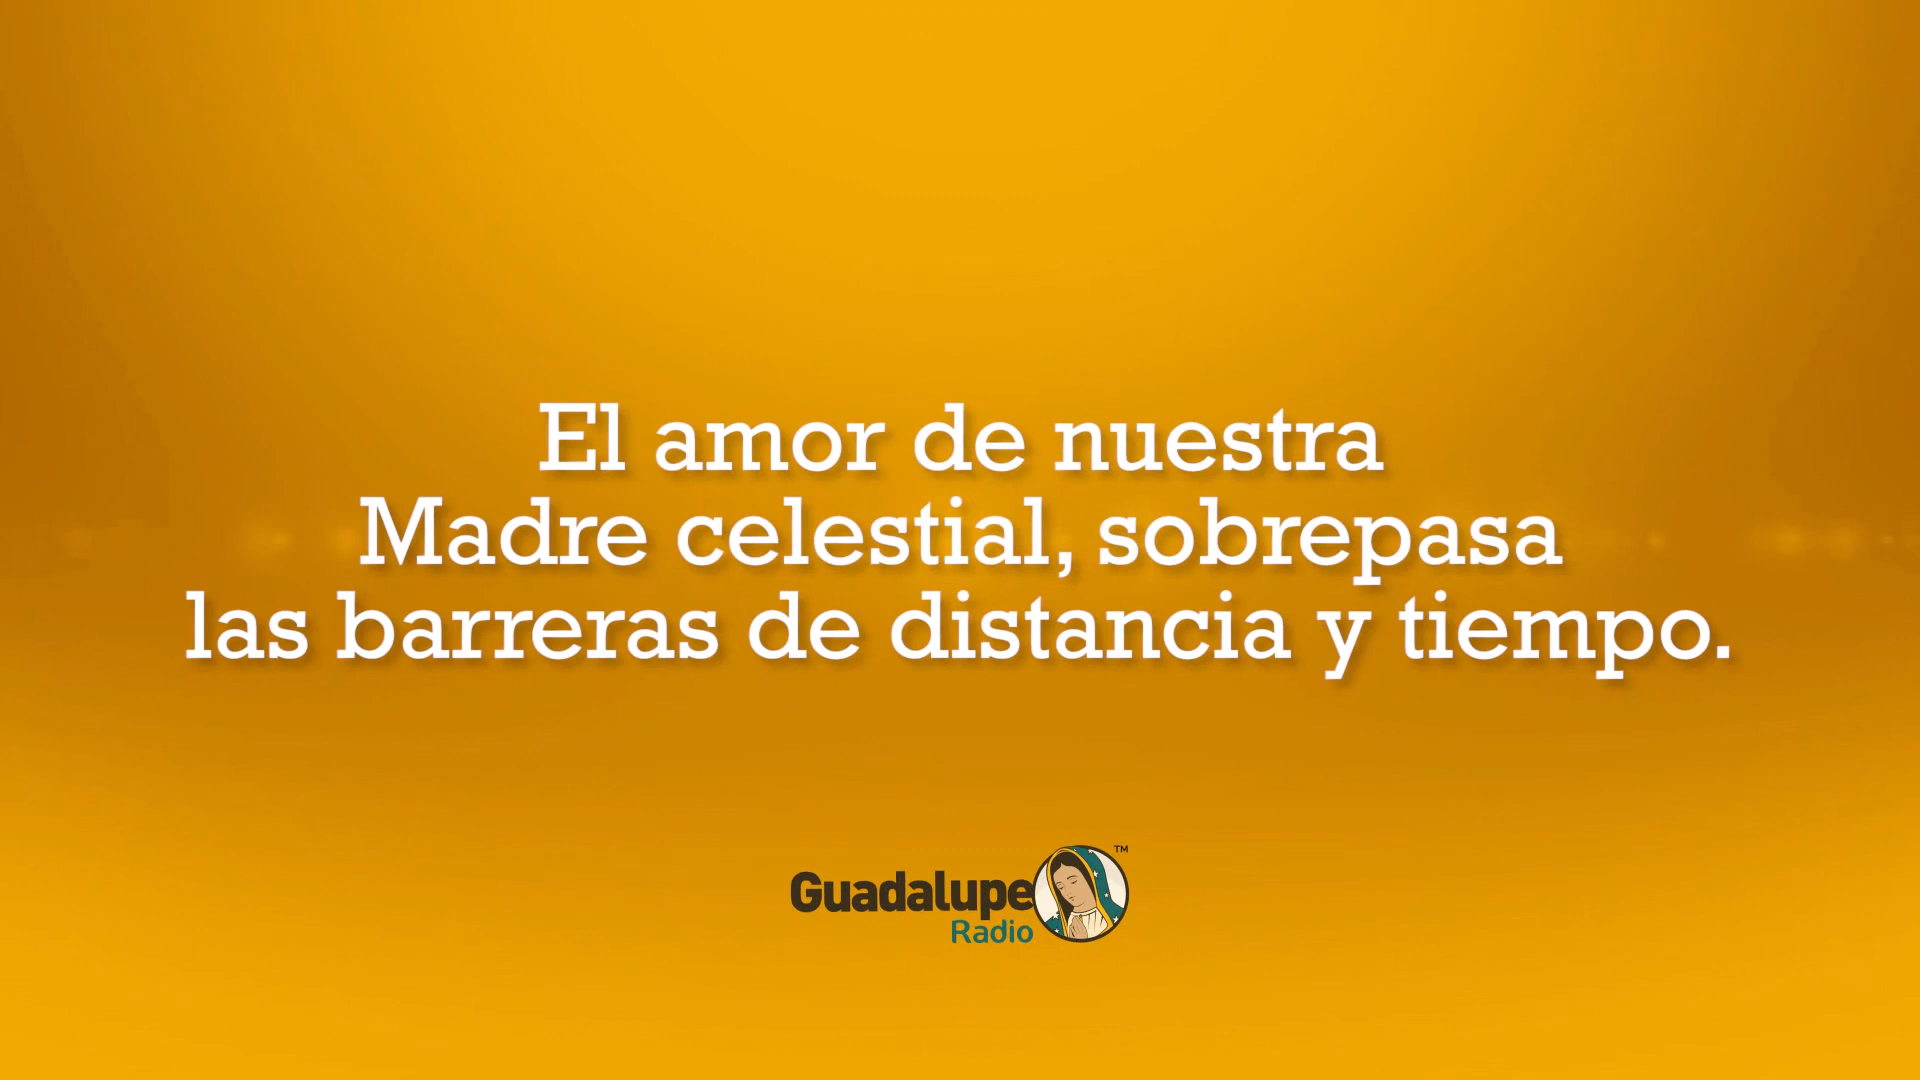 El amor de nuestra
Madre celestial, sobrepasa
las barreras de distancia y tiempo.
Guadalupe
Radio
TM